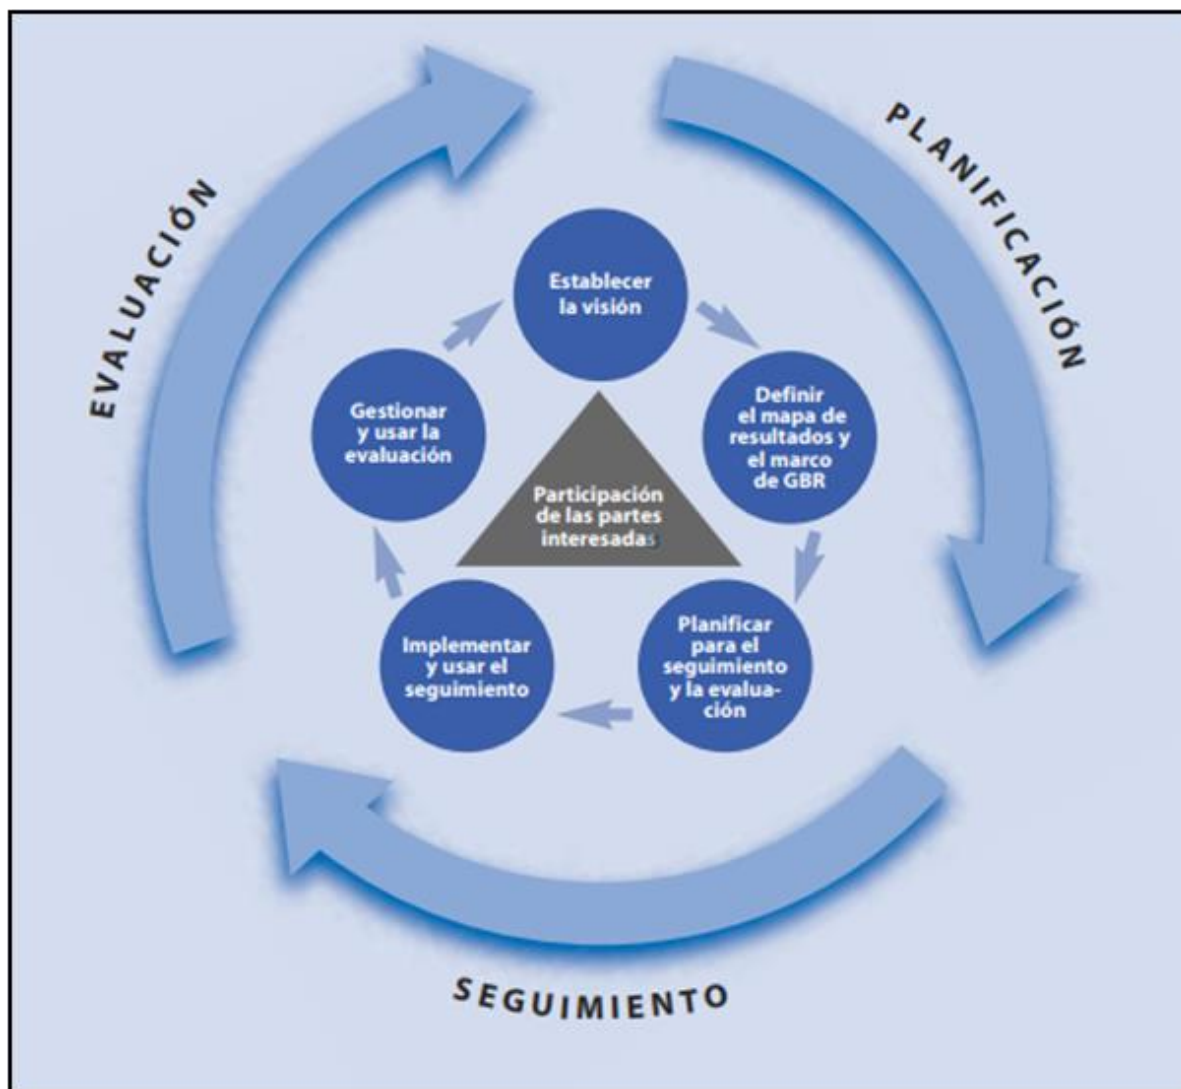 PLANIFICACIÓN
EVALUACIÓN
Establecer
la visión
Definir
el mapa de
resultados y
el marco
de GBR
Gestionar
y usar la
evaluación
Participación
de las partes
interesadas
Planificar
para el
seguimiento
y la evalua-
ción
Implementar
y usar el
seguimiento
SEGUIMIENTO